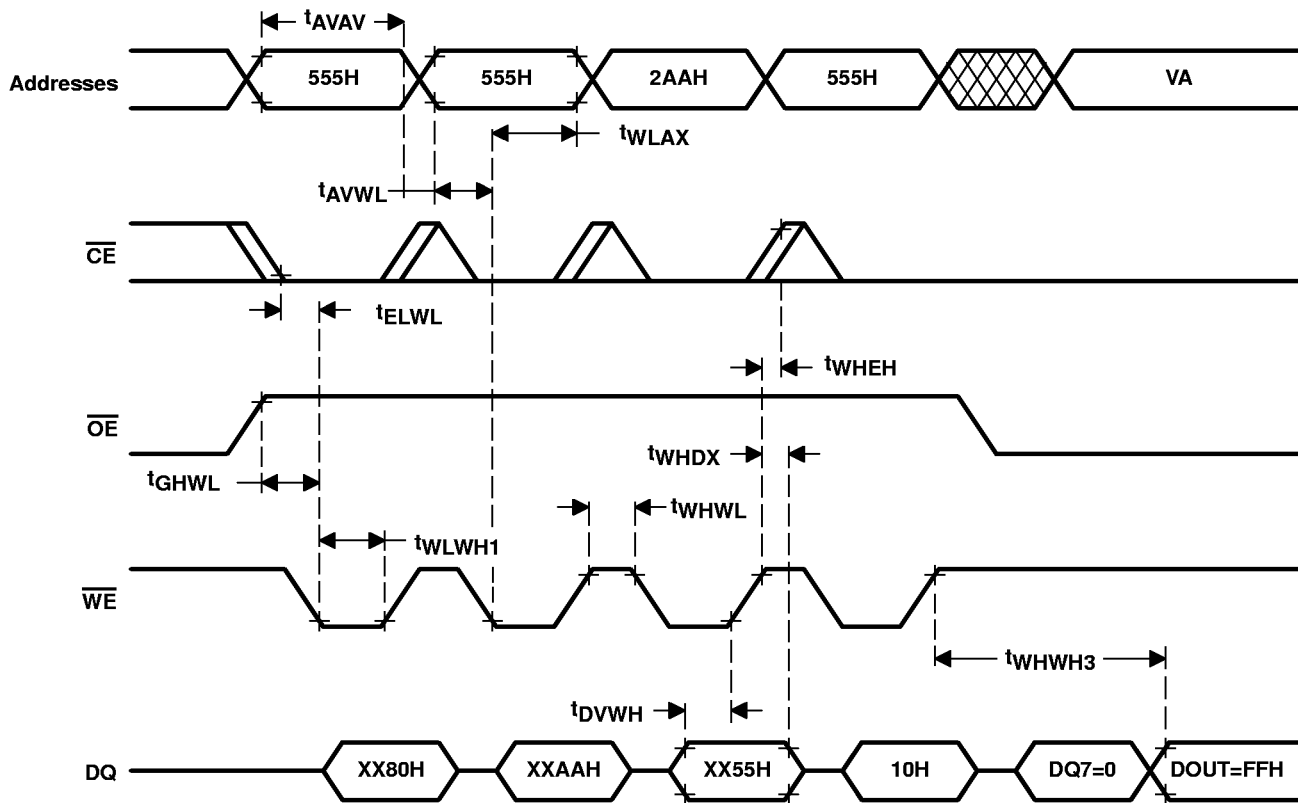 tAVAV
Addresses 555H 555H 2AAH 555H VA
tWLAX
tAVWL
CE
tELWL
tWHEH
OE
tWHDX
tGHWL
tWHWL
tWLWH1
WE
tWHWH3
tDVWH
DQ XX80H XXAAH XX55H 10H DQ7=0 DOUT=FFH